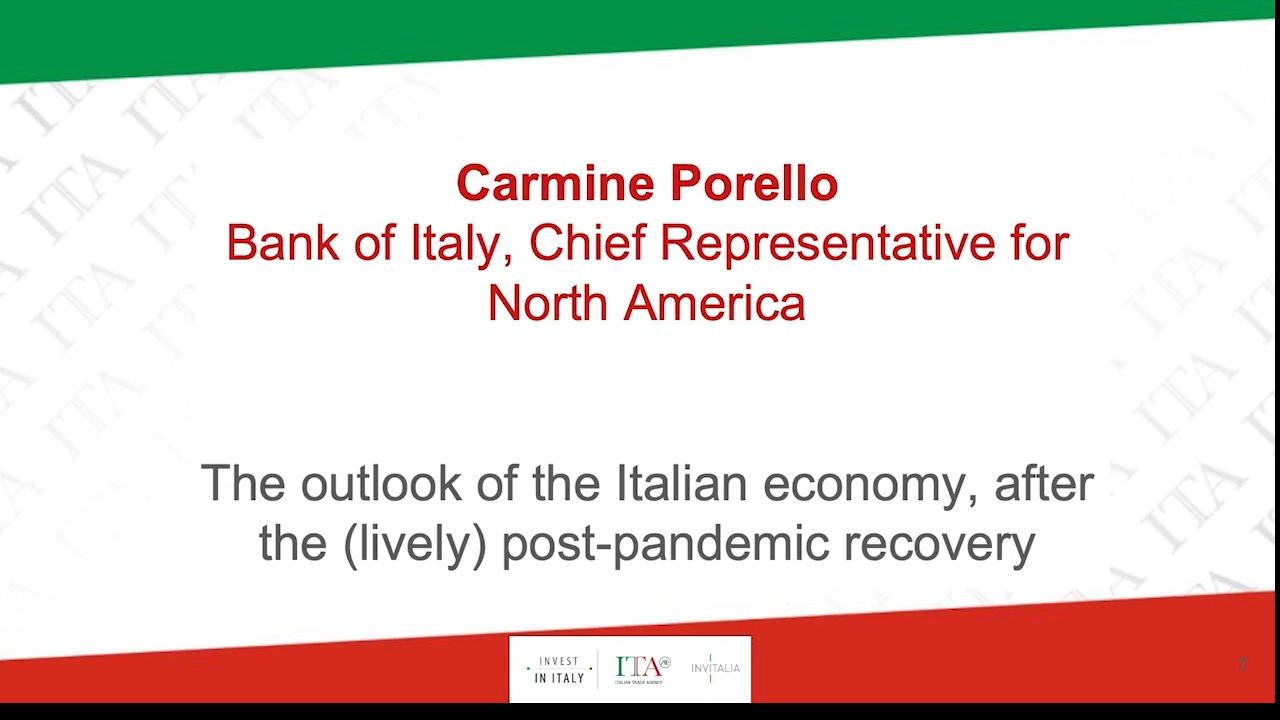 Carmine Porello
Bank of Italy, Chief Representative for
North America
The outlook of the Italian economy, after
the (lively) post-pandemic recovery
INVEST
IN ITALY
ITA
ITALIAN TRADE AGENCY
INVITALIA
7